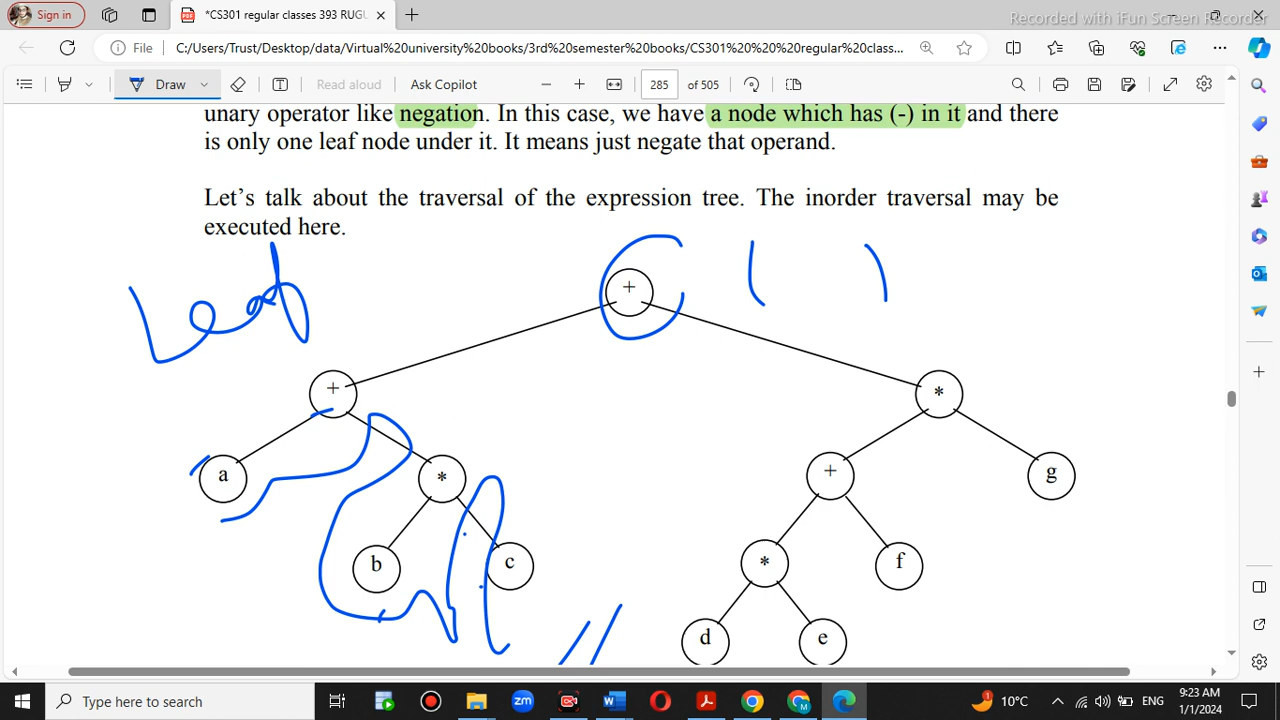 Sign in
*CS301 regular classes 393 RUGU
Recorded with iFun Screen Recorder
File
C:/Users/Trust/Desktop/data/Virtual%20university%20books/3rd%20semester%20books/CS301%20%20%20regular%20clas...
Draw
Read aloud
Ask Copilot
285
of 505
unary operator like negation. In this case, we have a node which has (-) in it and there
is only one leaf node under it. It means just negate that operand.
Let’s talk about the traversal of the expression tree. The inorder traversal may be
executed here.
Leaf
( )
+
+
*
a
*
+
g
b
c
*
f
d
e
//
Type here to search
1
10°C
ENG
9:23 AM
1/1/2024